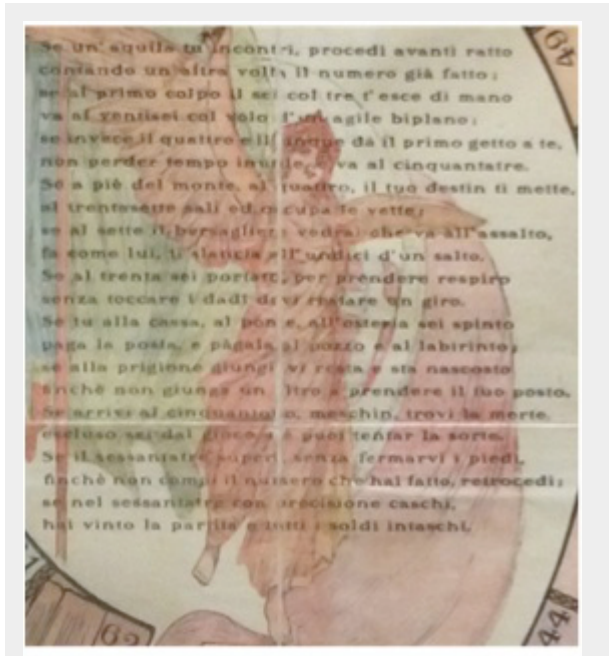 Se un'aquila tu incontri, procedi avanti ratto
contando un'altra volta il numero già fatto;
se al primo colpo il sei col tre t'esce di mano
va al ventisei col volo d'un agile biplano;
se invece il quattro e il cinque dà il primo getto a te,
non perder tempo inutile, e va al cinquantatre.
Se a piè del monte, al quattro, il tuo destin ti mette,
al trentasette sali ed occupa le vette;
se al sette il bersagliere vedrai che va all'assalto,
fa come lui, ti slancia all'undici d'un salto.
Se al trenta sei portato, per prendere respiro
senza toccare i dadi devi restare un giro.
Se tu alla cassa, al ponte, all'osteria sei spinto
paga la posta, e pàgala al pozzo e al labirinto;
se alla prigione giungi vi resta e sta nascosto
finchè non giunga un altro a prendere il tuo posto.
Se arrivi al cinquantotto, meschin, trovi la morte
escluso sei dal gioco nè puoi tentar la sorte.
Se il sessantatre superi senza fermarvi i piedi,
finchè non compi il numero che hai fatto, retrocedi;
se nel sessantatre con precisione caschi,
hai vinto la partita e tutti i soldi intaschi.
49
62
44